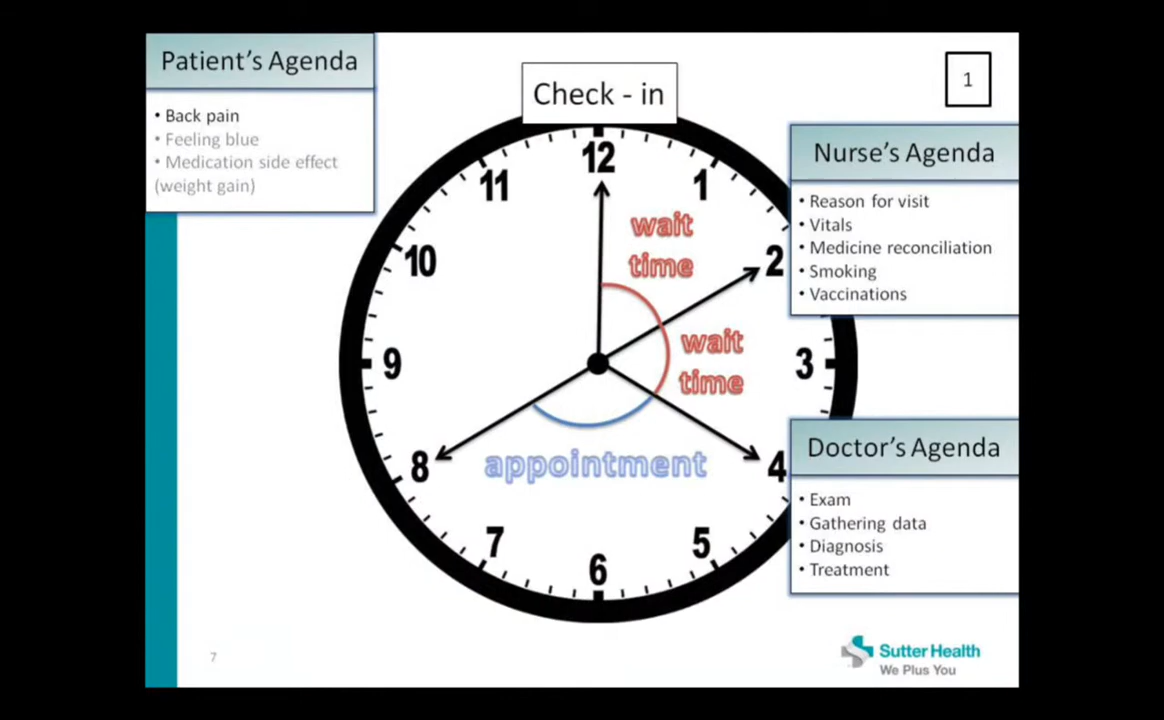 Patient's Agenda
• Back pain
• Feeling blue
• Medication side effect
(weight gain)
Check - in
1
Nurse's Agenda
• Reason for visit
• Vitals
• Medicine reconciliation
• Smoking
• Vaccinations
12
11
1
10
2
9
3
8
4
7
5
6
wait
time
wait
time
appointment
Doctor's Agenda
• Exam
• Gathering data
• Diagnosis
• Treatment
7
Sutter Health
We Plus You